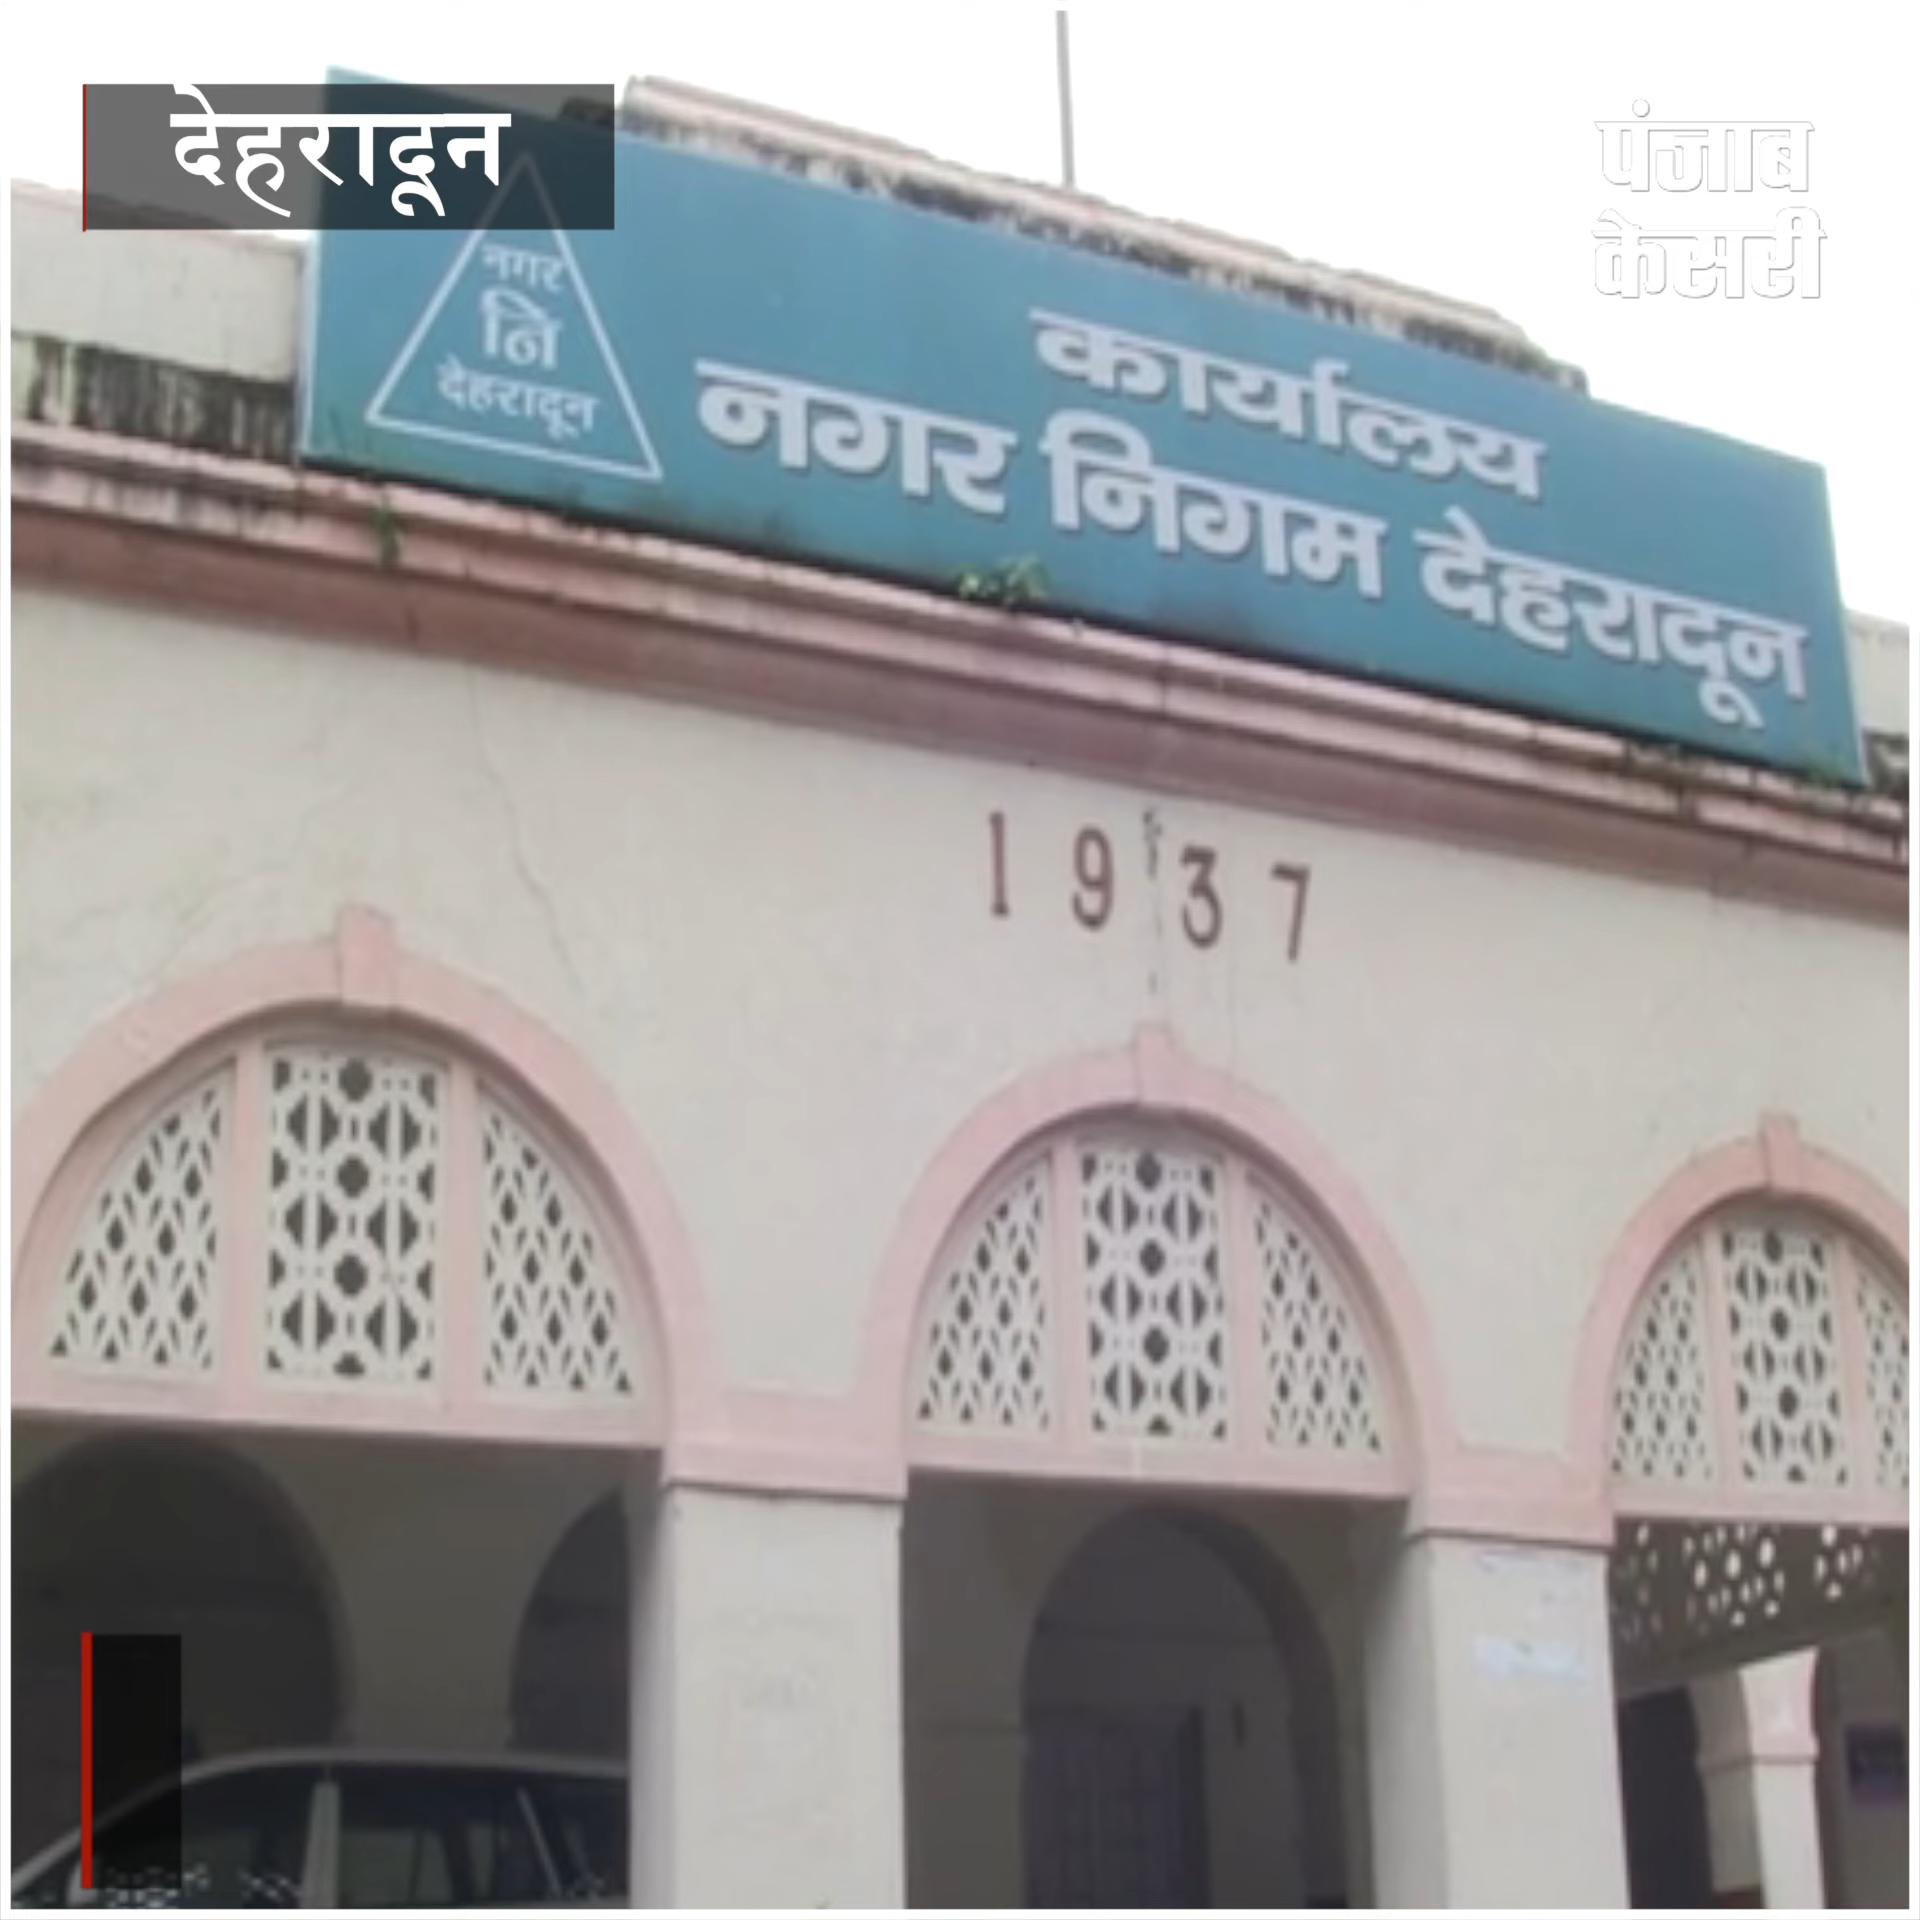 देहरादून
पंजाब
केसरी
नगर
नि
देहरादून
कार्यालय
नगर निगम देहरादून
1937